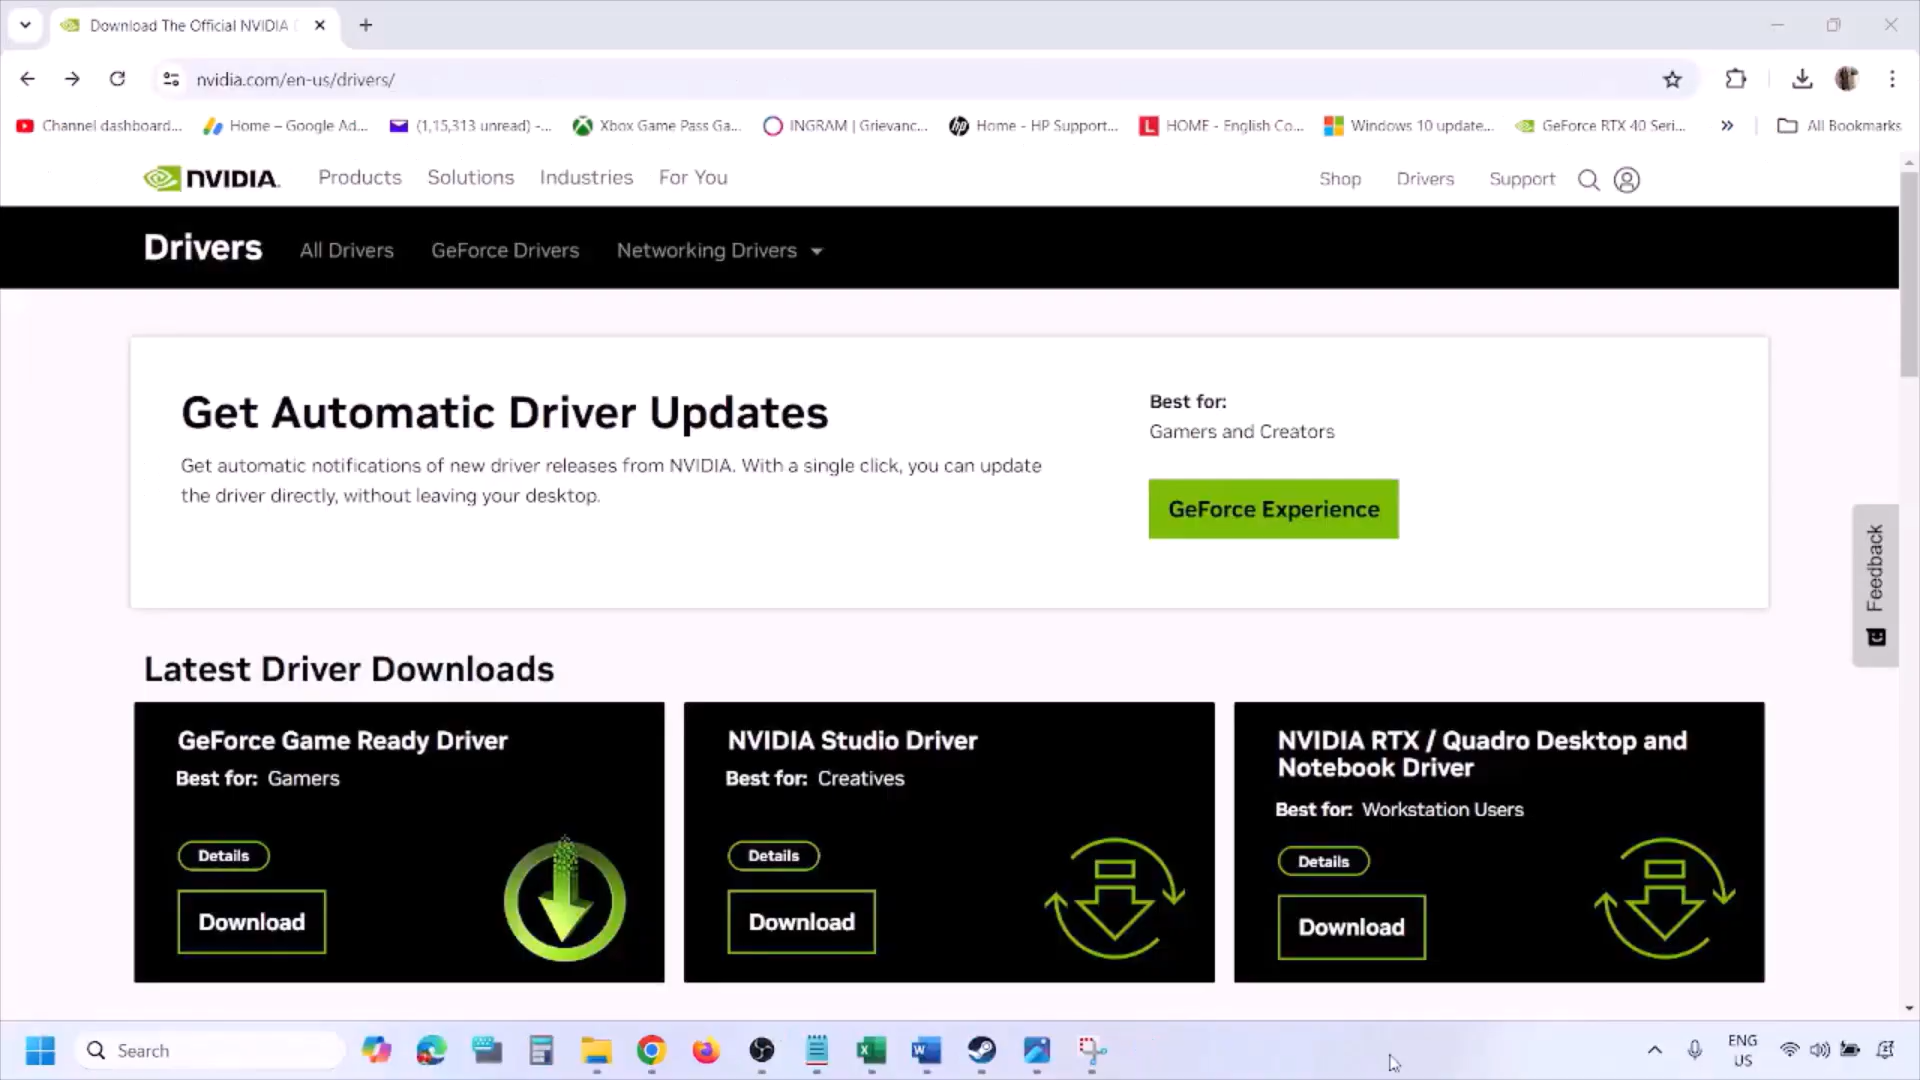 Download The Official NVIDIA
nvidia.com/en-us/drivers/
Channel dashboard...
Home – Google Ad...
(1,15,313 unread) -...
Xbox Game Pass Ga...
INGRAM | Grievanc...
Home - HP Support...
HOME - English Co...
Windows 10 update...
GeForce RTX 40 Seri...
All Bookmarks
NVIDIA.
Products
Solutions
Industries
For You
Shop
Drivers
Support
Drivers
All Drivers
GeForce Drivers
Networking Drivers
Get Automatic Driver Updates
Get automatic notifications of new driver releases from NVIDIA. With a single click, you can update
the driver directly, without leaving your desktop.
Best for:
Gamers and Creators
GeForce Experience
Feedback
Latest Driver Downloads
GeForce Game Ready Driver
Best for: Gamers
Details
Download
NVIDIA Studio Driver
Best for: Creatives
Details
Download
NVIDIA RTX / Quadro Desktop and
Notebook Driver
Best for: Workstation Users
Details
Download
Search
ENG
US